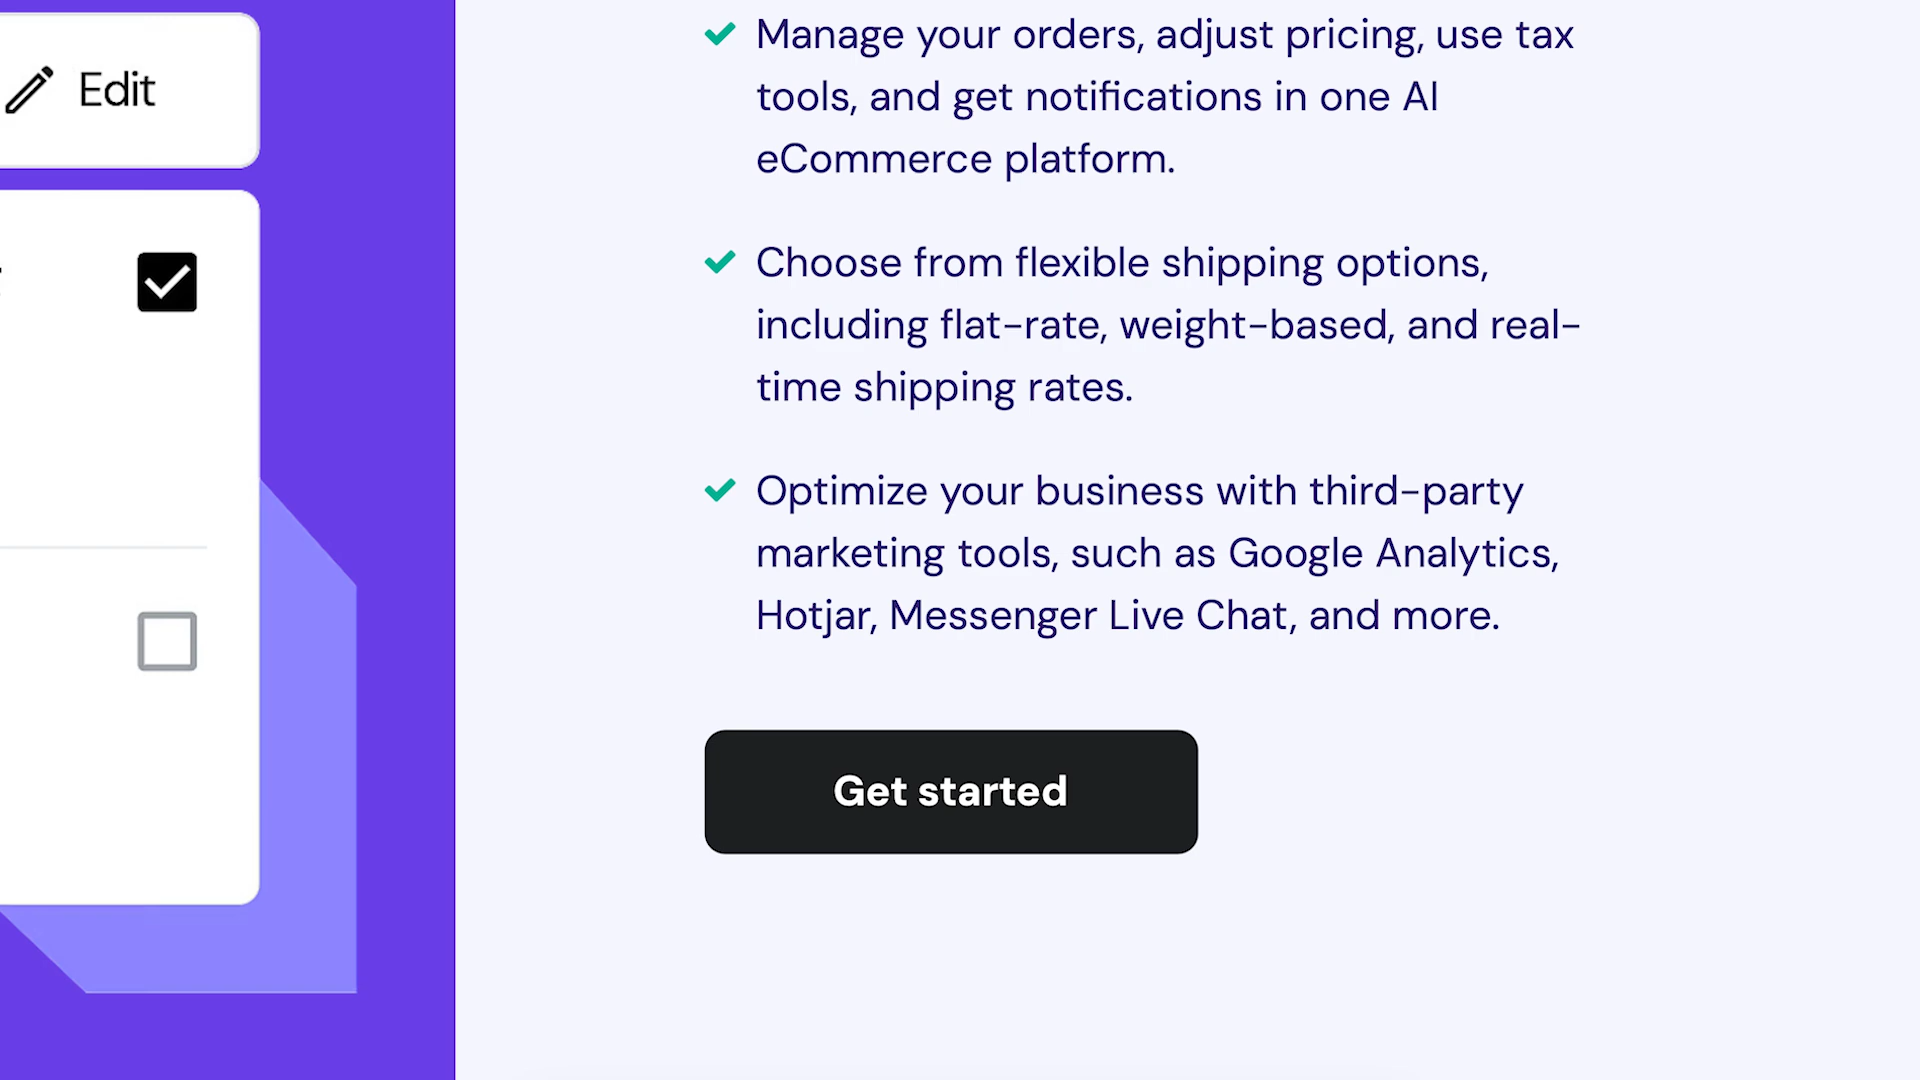 Edit
Manage your orders, adjust pricing, use tax
tools, and get notifications in one AI
eCommerce platform.
Choose from flexible shipping options,
including flat-rate, weight-based, and real-
time shipping rates.
Optimize your business with third-party
marketing tools, such as Google Analytics,
Hotjar, Messenger Live Chat, and more.
Get started